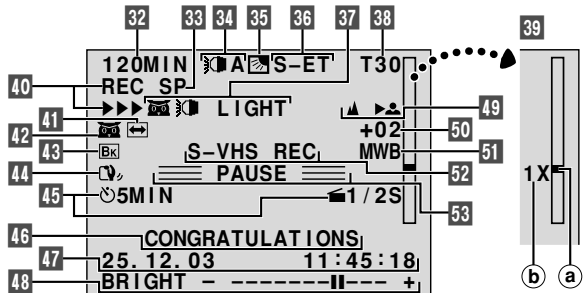 32 33 34 35 36 37 38 39
120MIN A S-ET T30
40 REC SP
LIGHT 49
41
42 +02 50
43 BK MWB 51
S-VHS REC 52
44 PAUSE
1X
45 5MIN 1/2S 53
46 CONGRATULATIONS
b a
47 25.12.03 11:45:18
48 BRIGHT - -------II--- +